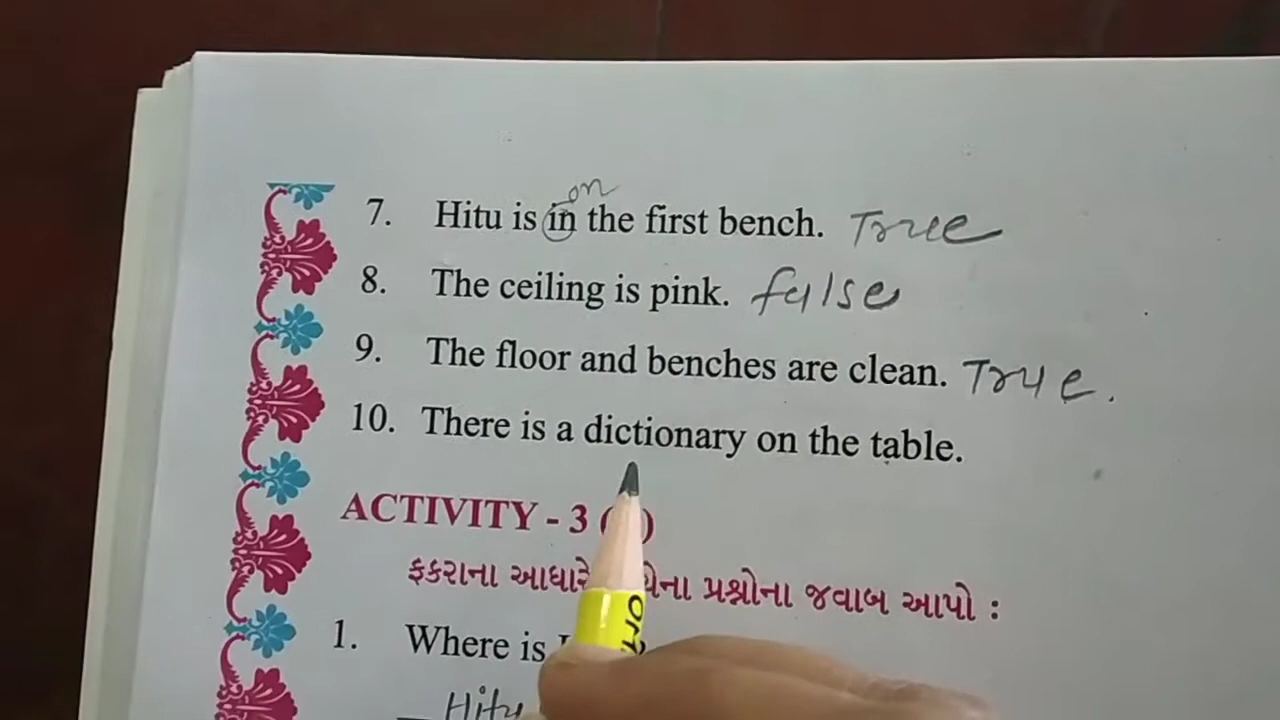 on
7. Hitu is in the first bench. True
8. The ceiling is pink. false
9. The floor and benches are clean. True.
10. There is a dictionary on the table.
ACTIVITY - 3 ( )
ફકરાના આધારે પ્રશ્નોના જવાબ આપો :
1. Where is
Hitu